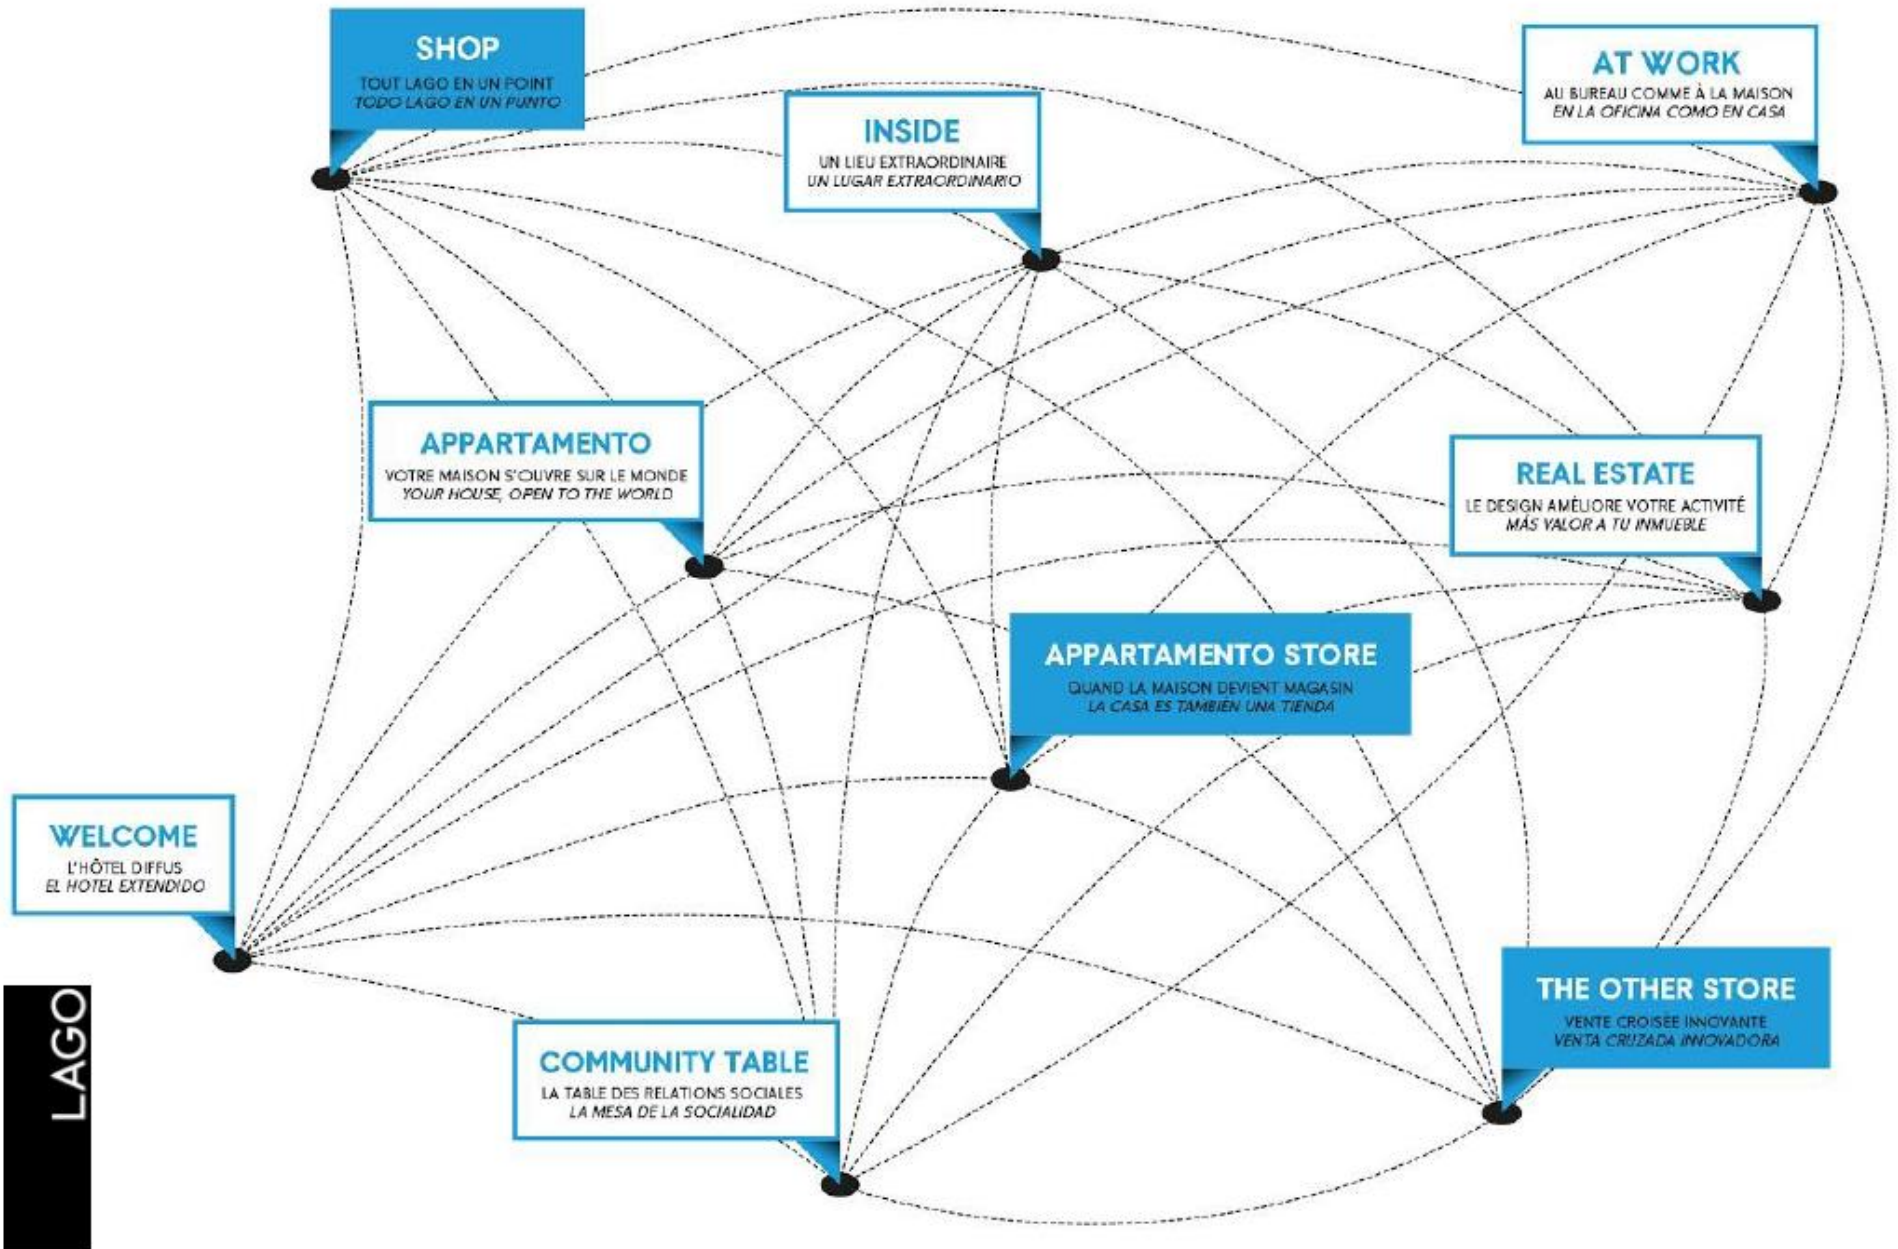 SHOP
TOUT LAGO EN UN POINT
TODO LAGO EN UN PUNTO
AT WORK
AU BUREAU COMME À LA MAISON
EN LA OFICINA COMO EN CASA
INSIDE
UN LIEU EXTRAORDINAIRE
UN LUGAR EXTRAORDINARIO
APPARTAMENTO
VOTRE MAISON S'OUVRE SUR LE MONDE
YOUR HOUSE, OPEN TO THE WORLD
REAL ESTATE
LE DESIGN AMÉLIORE VOTRE ACTIVITÉ
MÁS VALOR A TU INMUEBLE
APPARTAMENTO STORE
QUAND LA MAISON DEVIENT MAGASIN
LA CASA ES TAMBIÉN UNA TIENDA
WELCOME
L'HÔTEL DIFFUS
EL HOTEL EXTENDIDO
THE OTHER STORE
VENTE CROISÉE INNOVANTE
VENTA CRUZADA INNOVADORA
COMMUNITY TABLE
LA TABLE DES RELATIONS SOCIALES
LA MESA DE LA SOCIALIDAD
LAGO